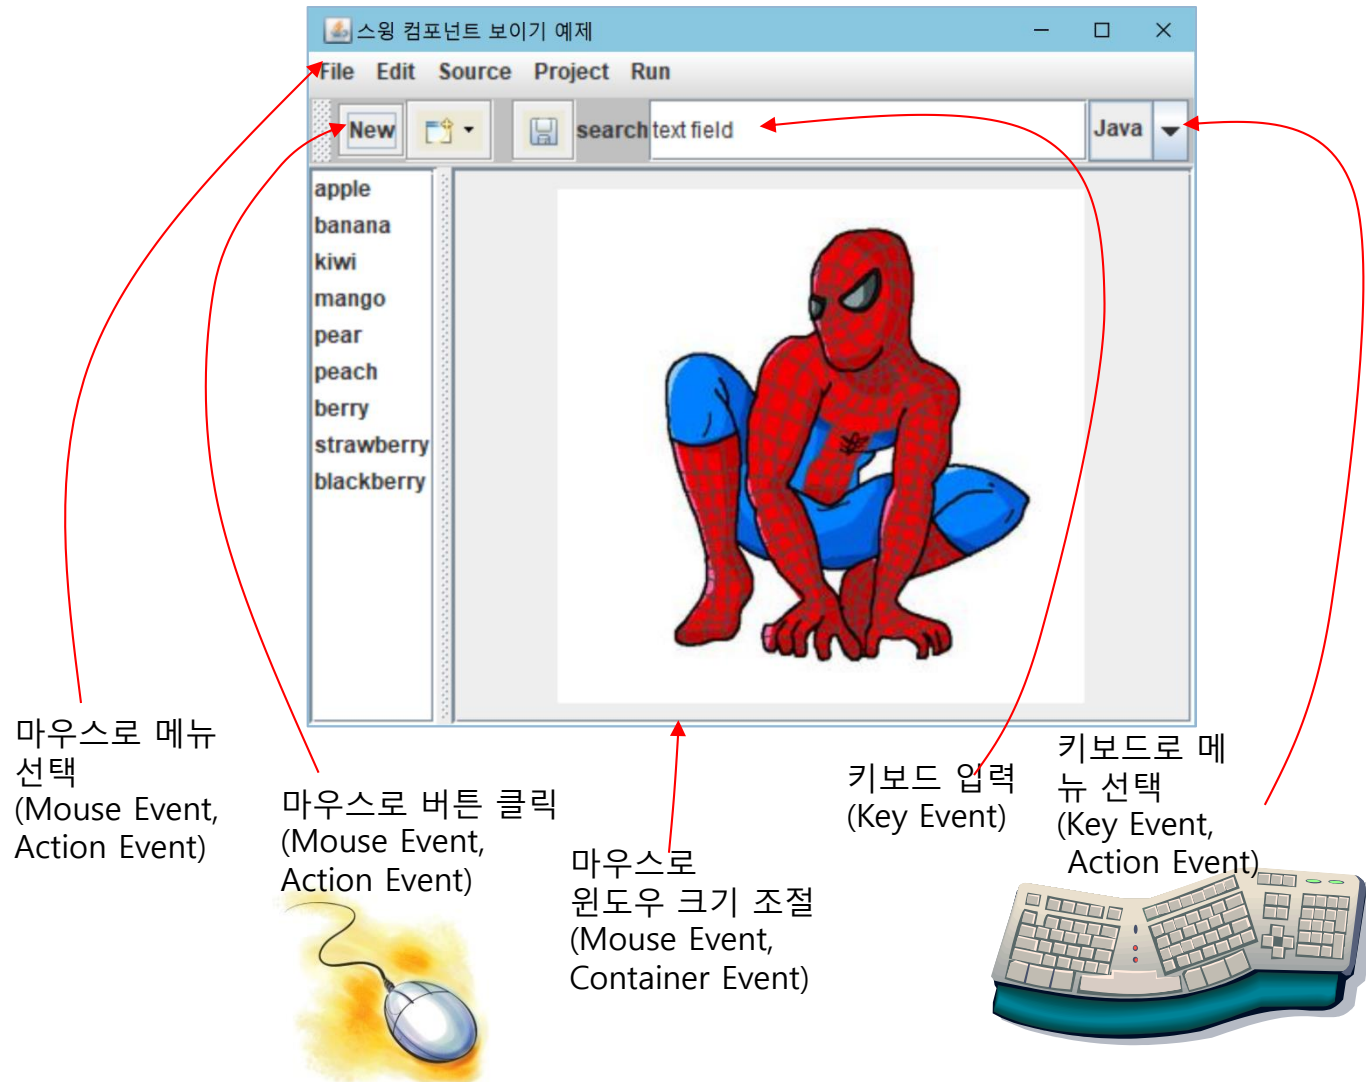 스윙 컴포넌트 보이기 예제
File Edit Source Project Run
New search text field Java
apple
banana
kiwi
mango
pear
peach
berry
strawberry
blackberry
마우스로 메뉴
선택
(Mouse Event,
Action Event)
마우스로 버튼 클릭
(Mouse Event,
Action Event)
마우스로
윈도우 크기 조절
(Mouse Event,
Container Event)
키보드 입력
(Key Event)
키보드로 메
뉴 선택
(Key Event,
Action Event)